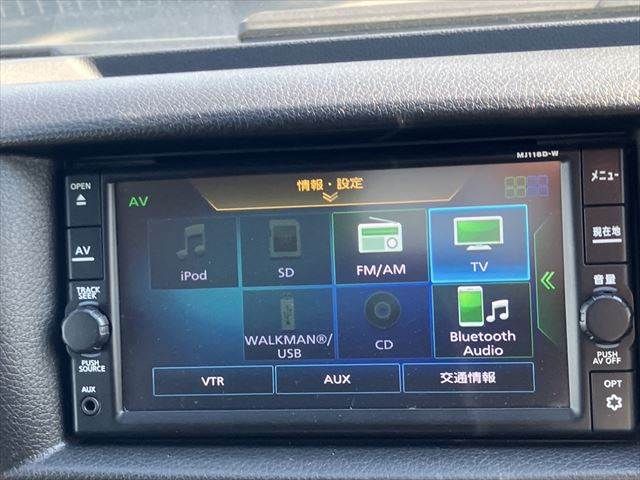 MJ118D-W
OPEN
AV
TRACK
SEEK
PUSH
SOURCE
AUX
AV
情報・設定
iPod
SD
FM/AM
TV
WALKMAN®/
USB
CD
Bluetooth
Audio
VTR
AUX
交通情報
メニュー
現在地
音量
PUSH
AV OFF
OPT